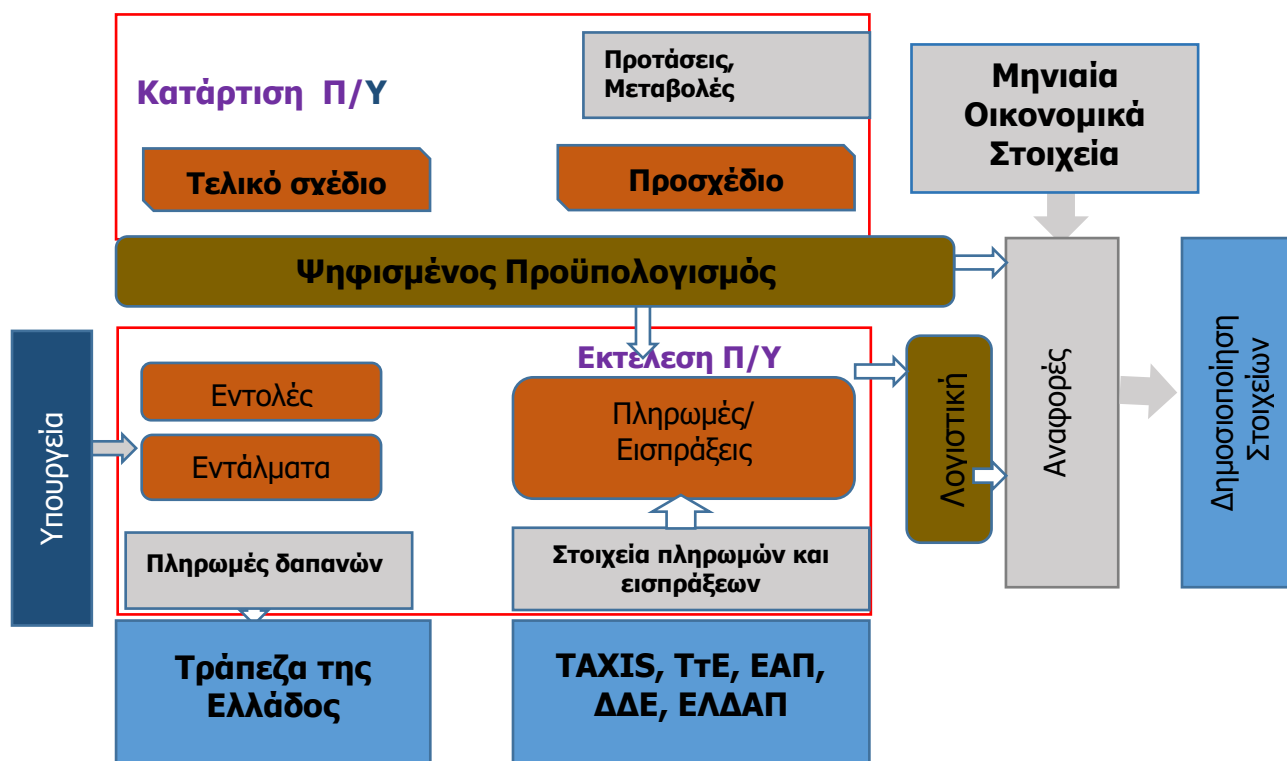 Κατάρτιση Π/Υ
Προτάσεις,
Μεταβολές
Τελικό σχέδιο
Προσχέδιο
Μηνιαία
Οικονομικά
Στοιχεία
Ψηφισμένος Προϋπολογισμός
Υπουργεία
Εντολές
Εντάλματα
Εκτέλεση Π/Υ
Πληρωμές/
Εισπράξεις
Πληρωμές δαπανών
Στοιχεία πληρωμών και
εισπράξεων
Λογιστική
Αναφορές
Δημοσιοποίηση
Στοιχείων
Τράπεζα της
Ελλάδος
TAXIS, ΤτΕ, ΕΑΠ,
ΔΔΕ, ΕΛΔΑΠ